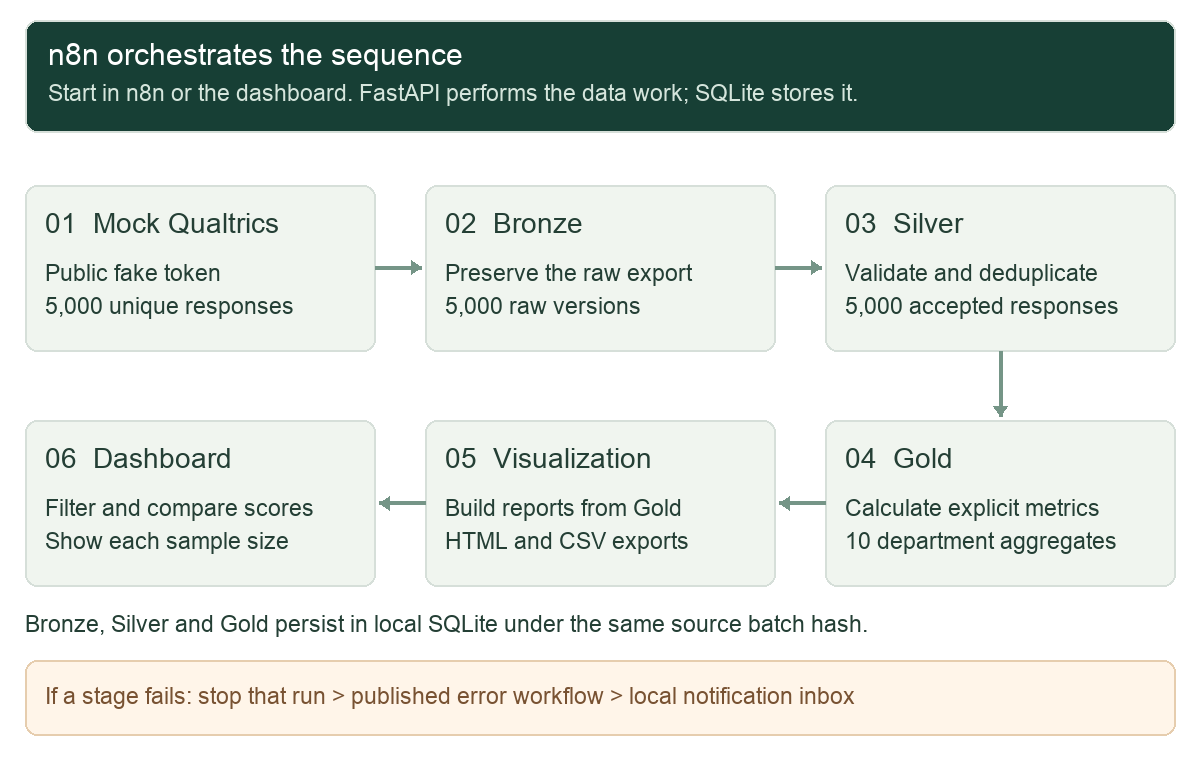 n8n orchestrates the sequence
Start in n8n or the dashboard. FastAPI performs the data work; SQLite stores it.
01 Mock Qualtrics
Public fake token
5,000 unique responses
02 Bronze
Preserve the raw export
5,000 raw versions
03 Silver
Validate and deduplicate
5,000 accepted responses
04 Gold
Calculate explicit metrics
10 department aggregates
05 Visualization
Build reports from Gold
HTML and CSV exports
06 Dashboard
Filter and compare scores
Show each sample size
Bronze, Silver and Gold persist in local SQLite under the same source batch hash.
If a stage fails: stop that run > published error workflow > local notification inbox